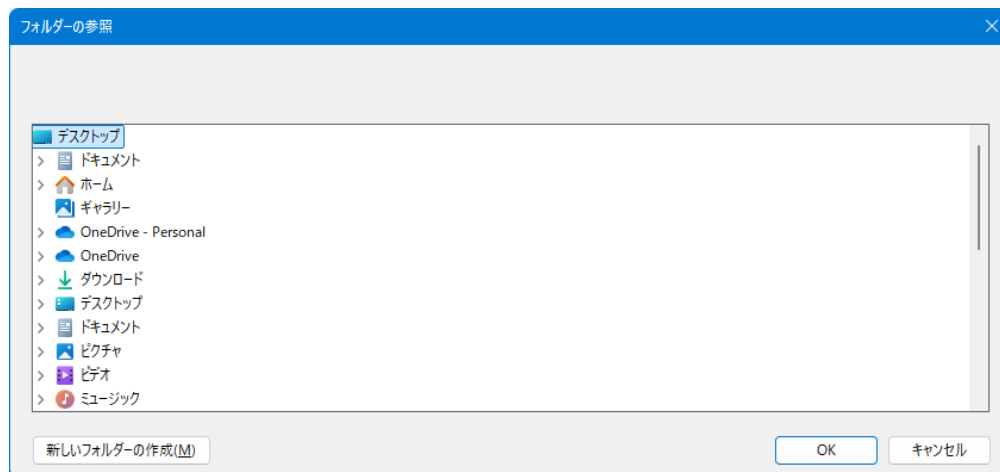 フォルダーの参照
デスクトップ
ドキュメント
ホーム
ギャラリー
OneDrive - Personal
OneDrive
ダウンロード
デスクトップ
ドキュメント
ピクチャ
ビデオ
ミュージック
新しいフォルダーの作成(M) OK キャンセル